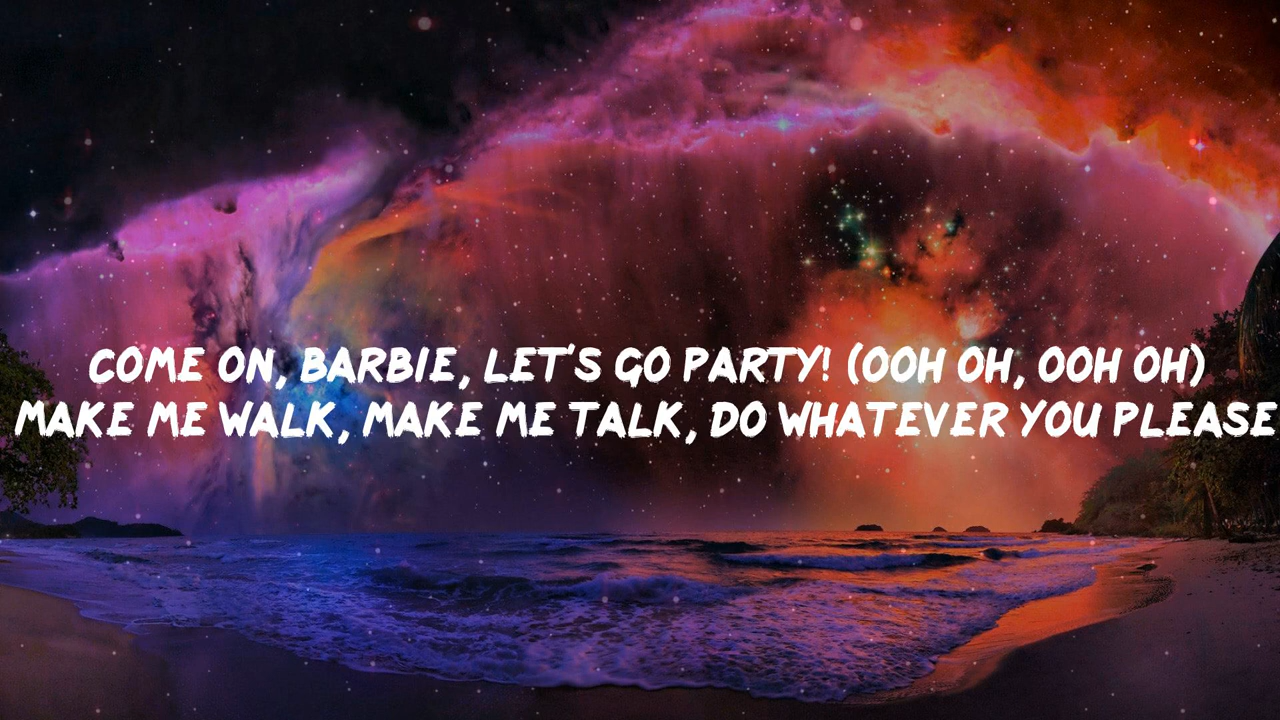 COME ON, BARBIE, LET'S GO PARTY! (OOH OH, OOH OH)
MAKE ME WALK, MAKE ME TALK, DO WHATEVER YOU PLEASE